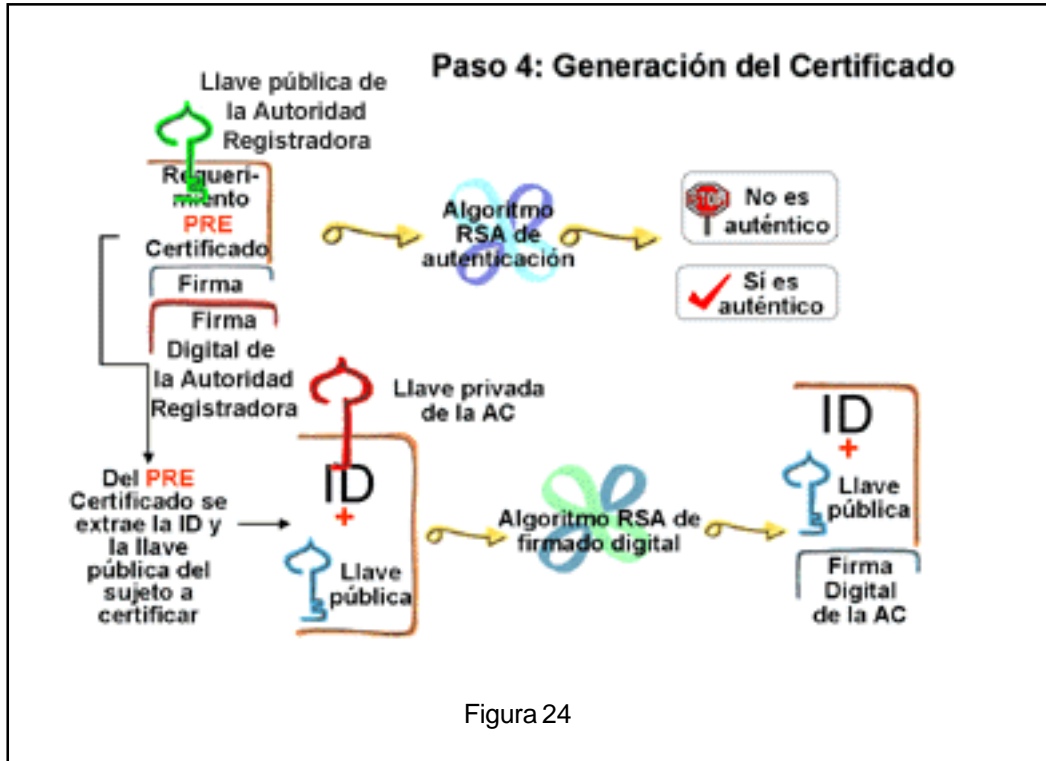 Paso 4: Generación del Certificado
Llave pública de
la Autoridad
Registradora
Requeri-
miento
PRE
Certificado
Firma
Firma
Digital de
la Autoridad
Registradora
Algoritmo
RSA de
autenticación
STOP
No es
auténtico
Sí es
auténtico
Del PRE
Certificado se
extrae la ID y
la llave
pública del
sujeto a
certificar
Llave privada
de la AC
ID
+
Llave
pública
Algoritmo RSA de
firmado digital
ID
+
Llave
pública
Firma
Digital
de la AC
Figura 24